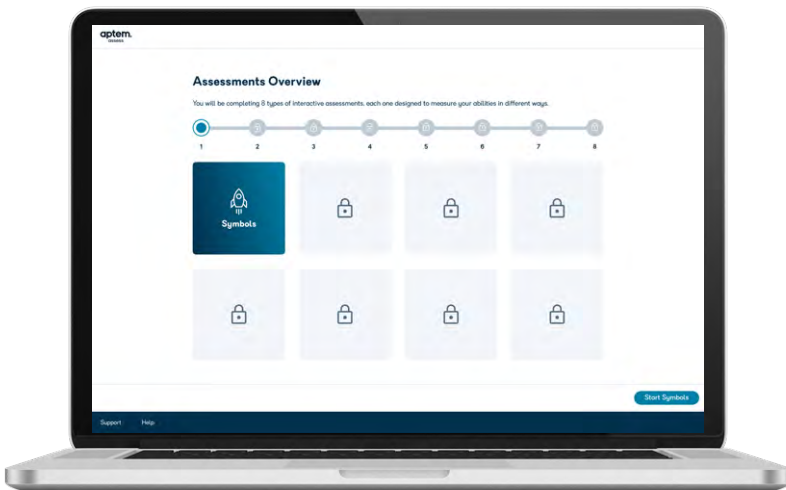 aptem.
assess
Assessments Overview
You will be completing 8 types of interactive assessments, each one designed to measure your abilities in different ways.
1 2 3 4 5 6 7 8
Symbols
Start Symbols
Support Help